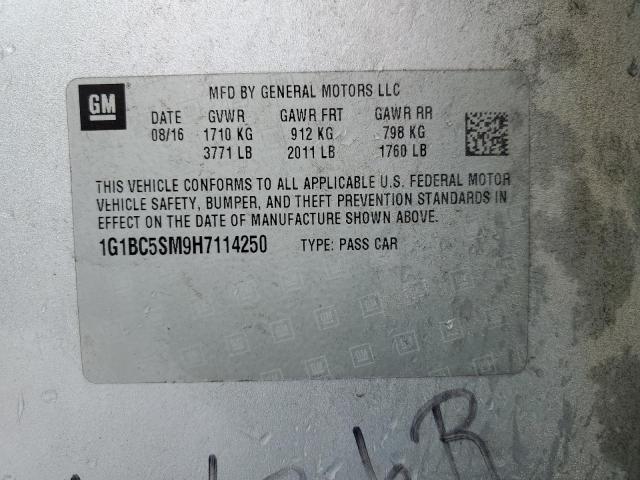 GM
MFD BY GENERAL MOTORS LLC
DATE GVWR GAWR FRT GAWR RR
08/16 1710 KG 912 KG 798 KG
3771 LB 2011 LB 1760 LB
THIS VEHICLE CONFORMS TO ALL APPLICABLE U.S. FEDERAL MOTOR
VEHICLE SAFETY, BUMPER, AND THEFT PREVENTION STANDARDS IN
EFFECT ON THE DATE OF MANUFACTURE SHOWN ABOVE.
1G1BC5SM9H7114250 TYPE: PASS CAR